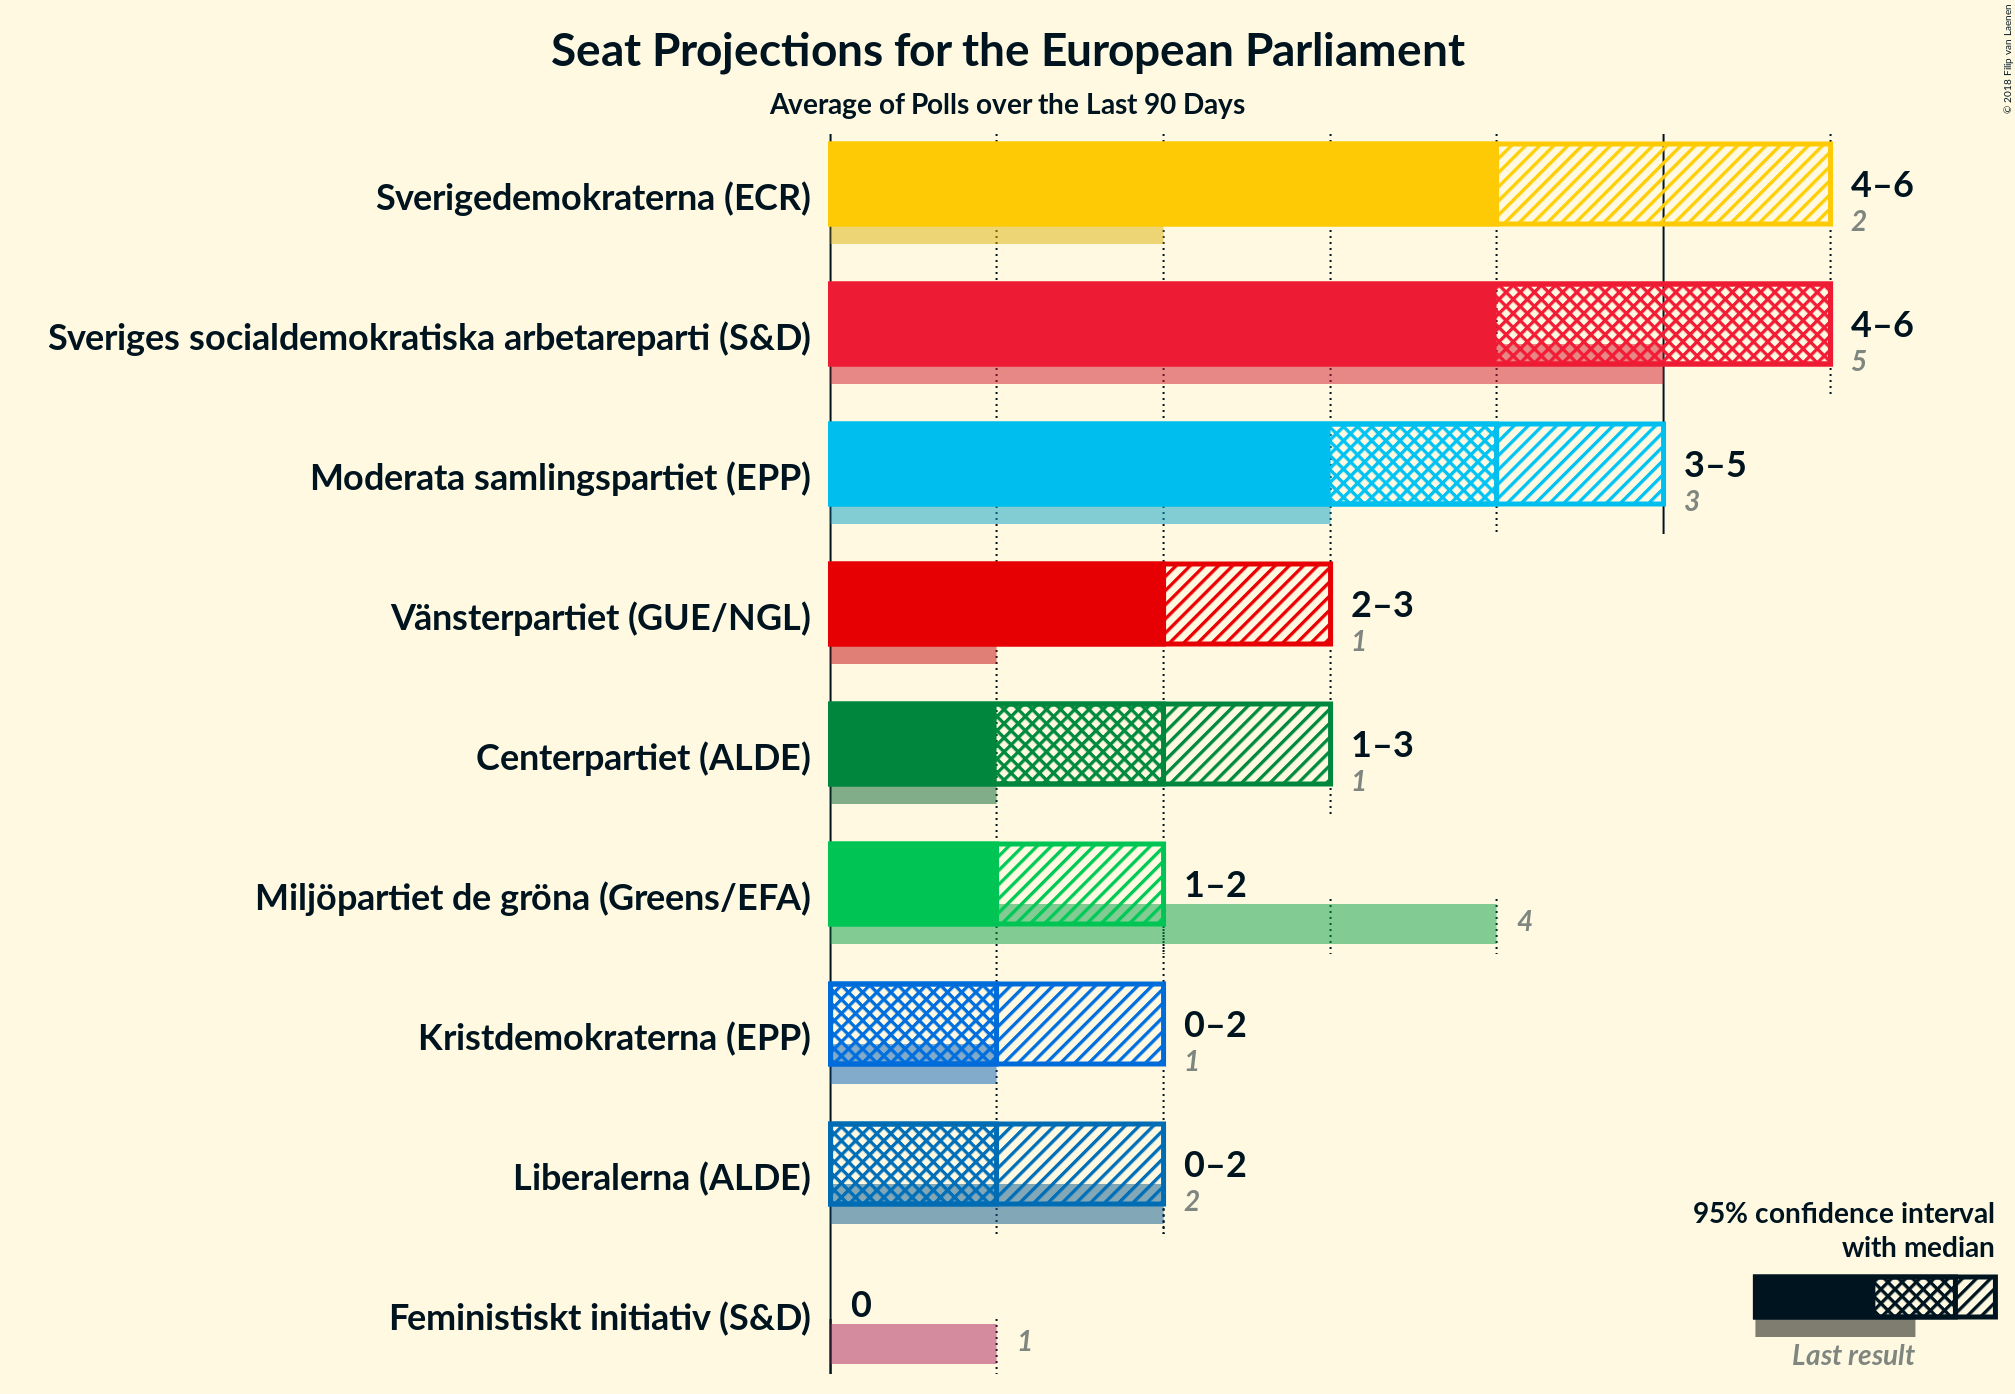 Seat Projections for the European Parliament
Average of Polls over the Last 90 Days
© 2018 Filip van Laenen
Sverigedemokraterna (ECR)
4–6
2
Sveriges socialdemokratiska arbetareparti (S&D)
4–6
5
Moderata samlingspartiet (EPP)
3–5
3
Vänsterpartiet (GUE/NGL)
2–3
1
Centerpartiet (ALDE)
1–3
1
Miljöpartiet de gröna (Greens/EFA)
1–2
4
Kristdemokraterna (EPP)
0–2
1
Liberalerna (ALDE)
0–2
2
Feministiskt initiativ (S&D)
0
1
95% confidence interval
with median
Last result